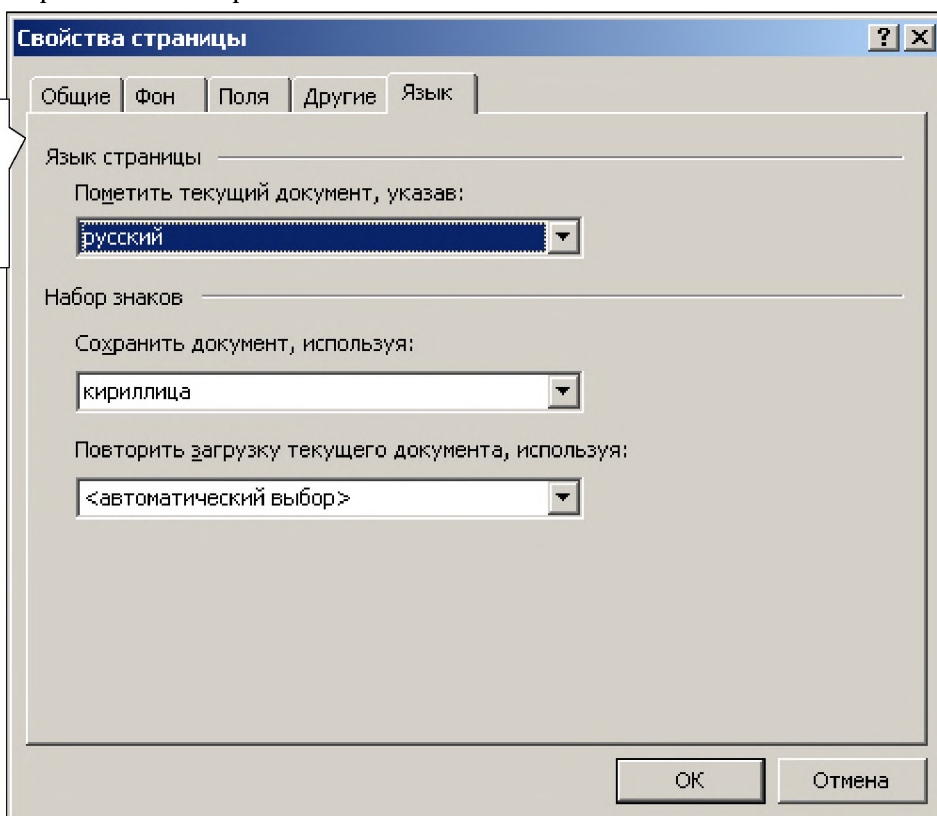 Свойства страницы
Общие Фон Поля Другие Язык
Язык страницы
Пометить текущий документ, указав:
русский
Набор знаков
Сохранить документ, используя:
кириллица
Повторить загрузку текущего документа, используя:
<автоматический выбор>
ОК Отмена